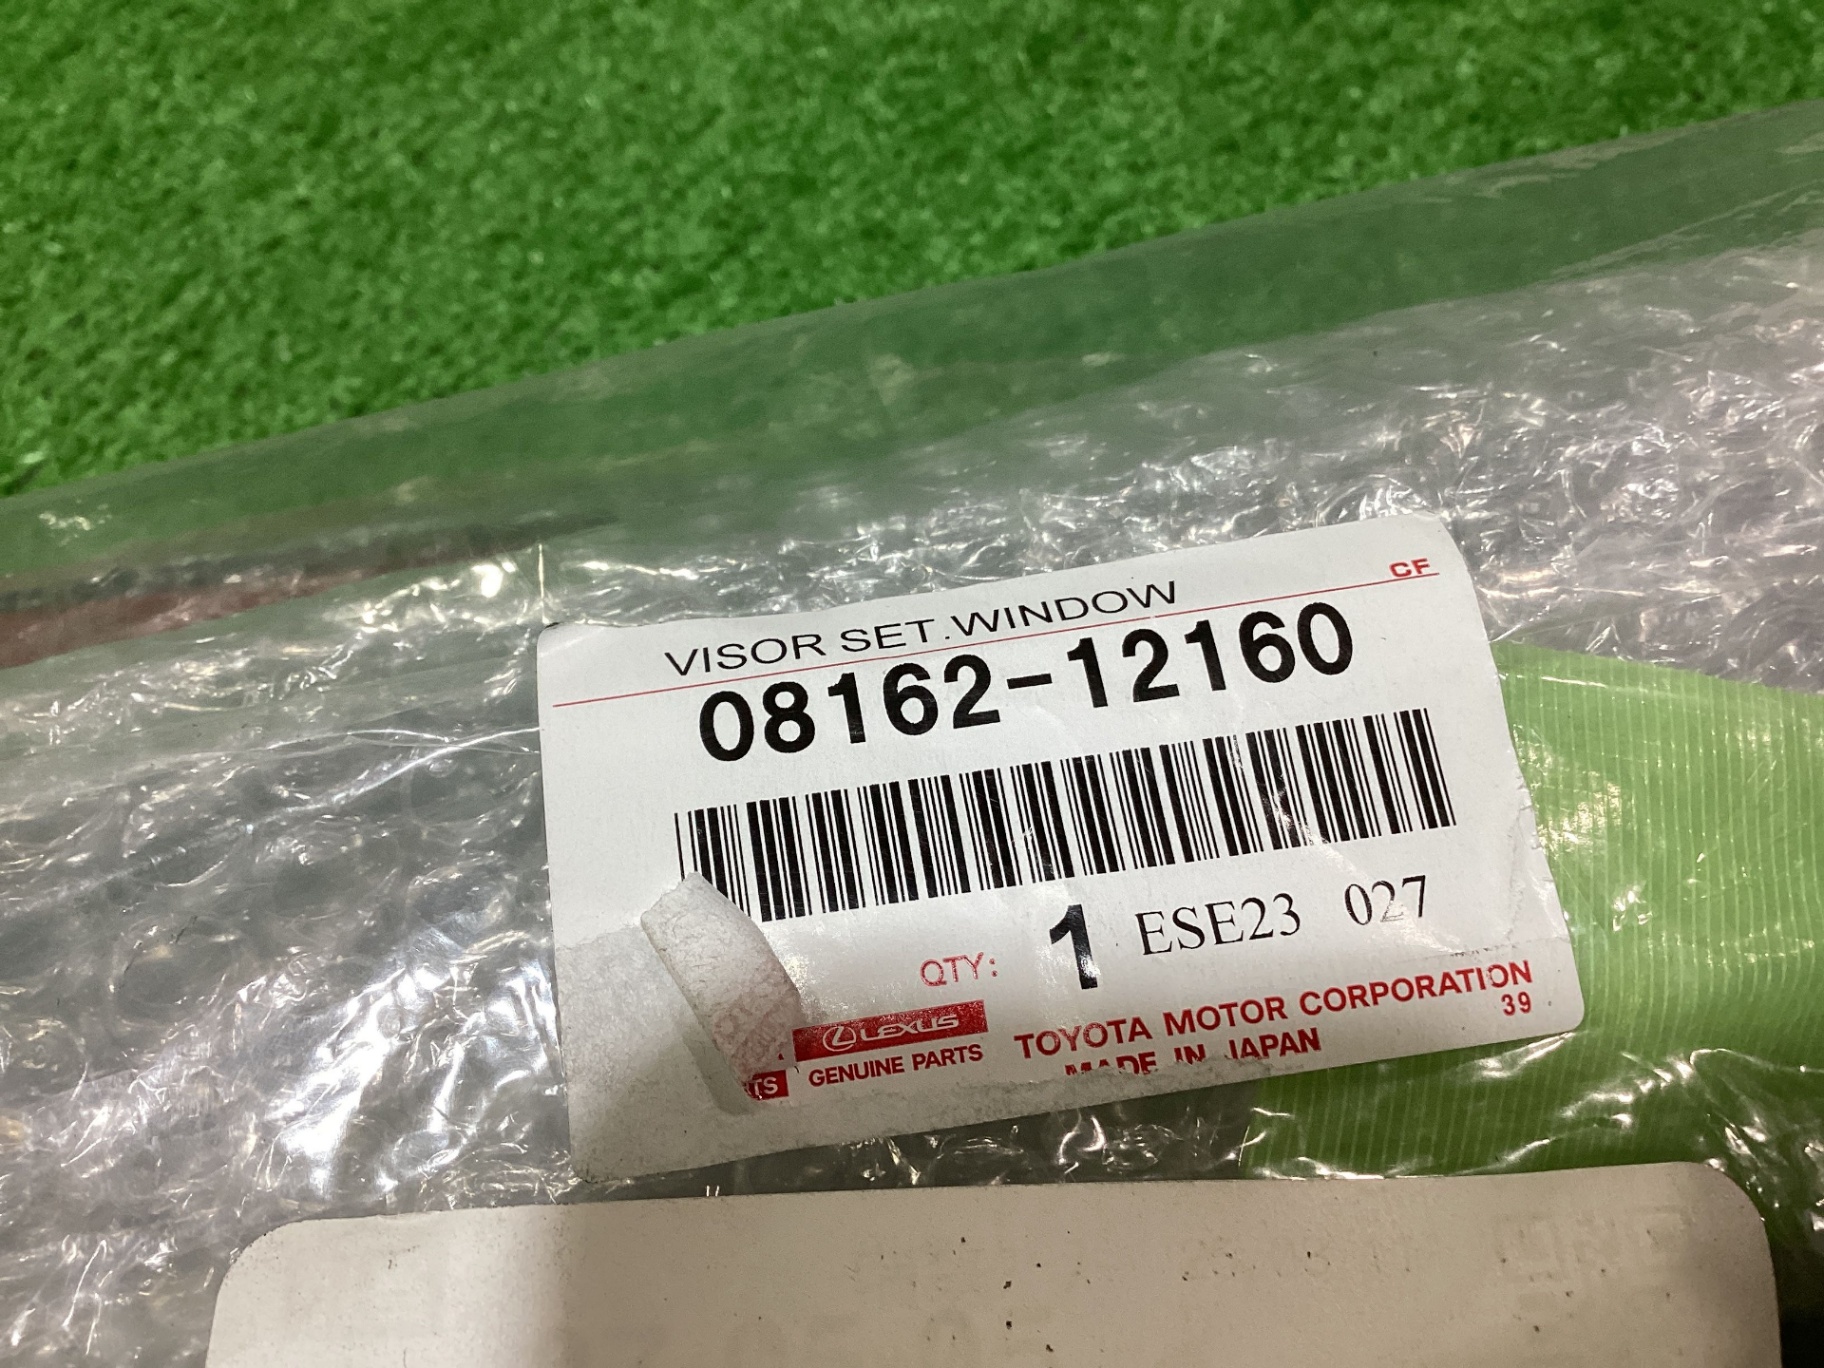 CF
VISOR SET.WINDOW
08162-12160
QTY: 1 ESE23 027
LEXUS
TS GENUINE PARTS
TOYOTA MOTOR CORPORATION
39
MADE IN JAPAN